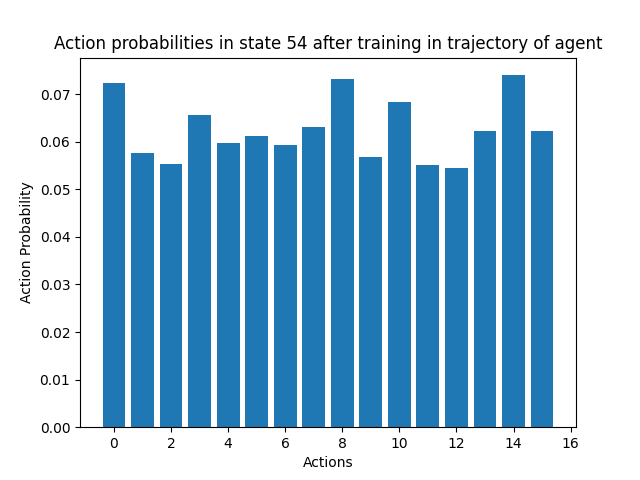 Action probabilities in state 54 after training in trajectory of agent
0.07
0.06
0.05
0.04
0.03
0.02
0.01
0.00
Action Probability
0 2 4 6 8 10 12 14 16
Actions